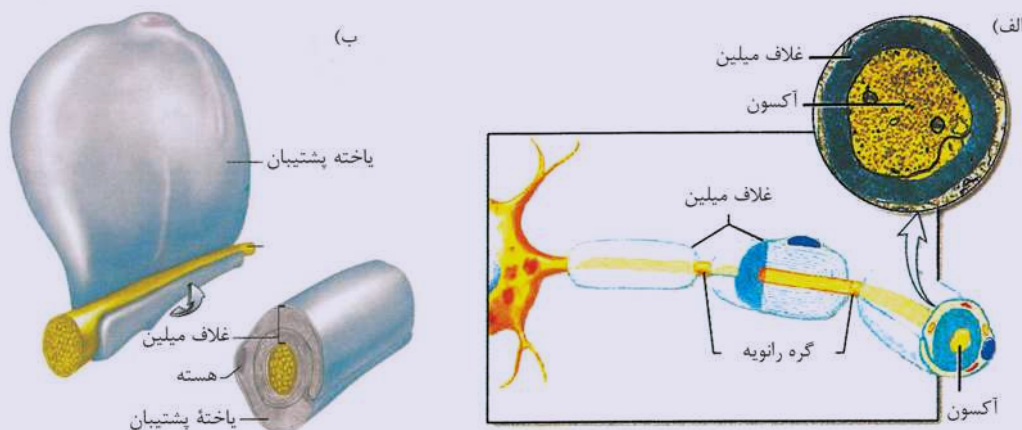 الف)
غلاف میلین
آکسون
غلاف میلین
گره رانویه
آکسون
ب)
یاخته پشتیبان
غلاف میلین
هسته
یاختهٔ پشتیبان